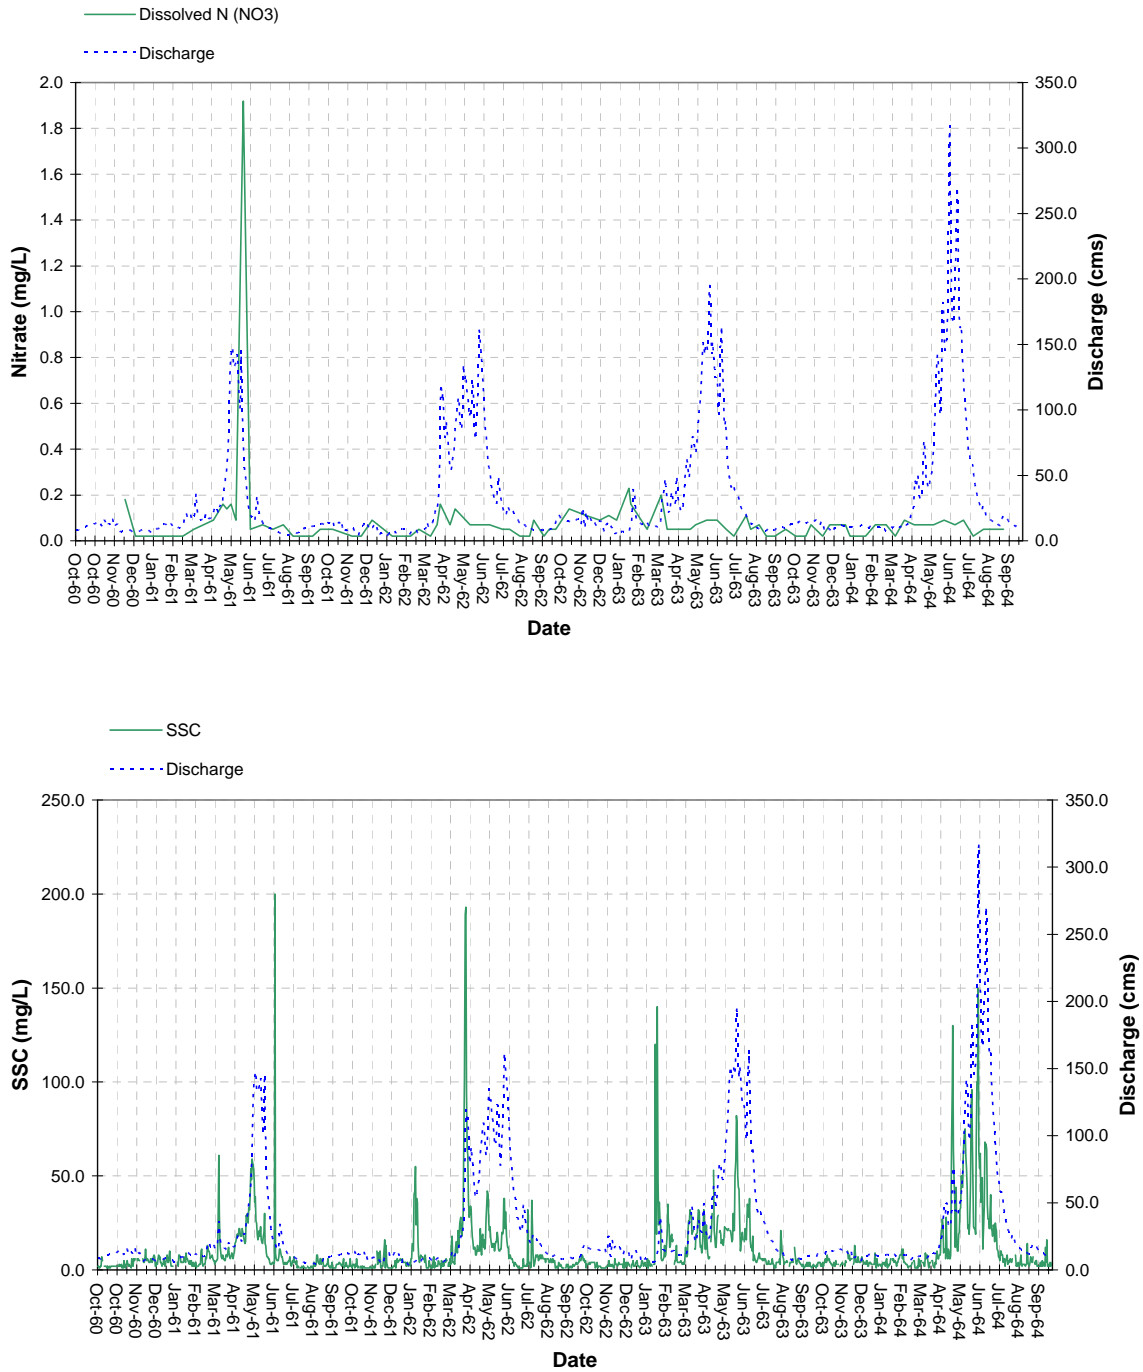 Dissolved N (NO3)
Discharge
2.0
1.8
1.6
1.4
1.2
1.0
0.8
0.6
0.4
0.2
0.0
Nitrate (mg/L)
350.0
300.0
250.0
200.0
150.0
100.0
50.0
0.0
Discharge (cms)
Oct-60
Oct-60
Nov-60
Dec-60
Jan-61
Feb-61
Mar-61
Apr-61
May-61
Jun-61
Jul-61
Aug-61
Sep-61
Oct-61
Nov-61
Dec-61
Jan-62
Feb-62
Mar-62
Apr-62
May-62
Jun-62
Jul-62
Aug-62
Sep-62
Oct-62
Nov-62
Dec-62
Jan-63
Feb-63
Mar-63
Apr-63
May-63
Jun-63
Jul-63
Aug-63
Sep-63
Oct-63
Nov-63
Dec-63
Jan-64
Feb-64
Mar-64
Apr-64
May-64
Jun-64
Jul-64
Aug-64
Sep-64
Date
SSC
Discharge
250.0
200.0
150.0
100.0
50.0
0.0
SSC (mg/L)
350.0
300.0
250.0
200.0
150.0
100.0
50.0
0.0
Discharge (cms)
Oct-60
Oct-60
Nov-60
Dec-60
Jan-61
Feb-61
Mar-61
Apr-61
May-61
Jun-61
Jul-61
Aug-61
Sep-61
Oct-61
Nov-61
Dec-61
Jan-62
Feb-62
Mar-62
Apr-62
May-62
Jun-62
Jul-62
Aug-62
Sep-62
Oct-62
Nov-62
Dec-62
Jan-63
Feb-63
Mar-63
Apr-63
May-63
Jun-63
Jul-63
Aug-63
Sep-63
Oct-63
Nov-63
Dec-63
Jan-64
Feb-64
Mar-64
Apr-64
May-64
Jun-64
Jul-64
Aug-64
Sep-64
Date